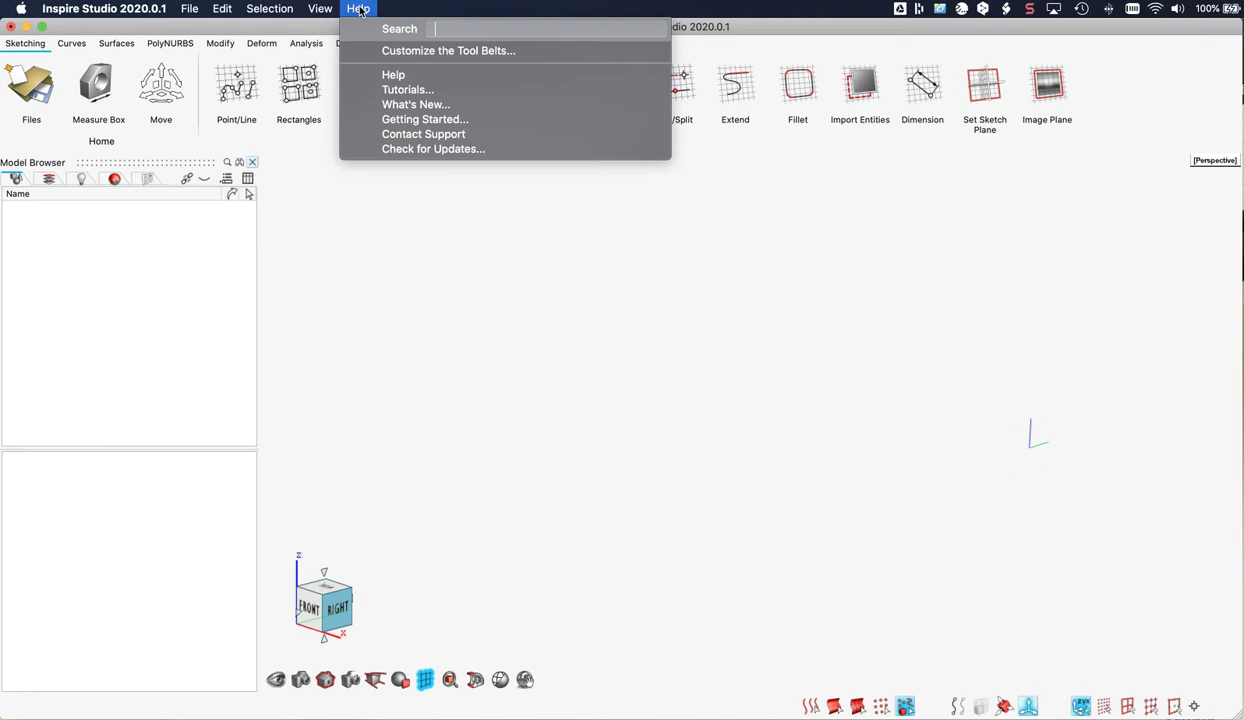 Inspire Studio 2020.0.1 File Edit Selection View Help 100%
Search
dio 2020.0.1
Sketching Curves Surfaces PolyNURBS Modify Deform Analysis
Customize the Tool Belts...
Help
Tutorials...
What's New...
Getting Started...
Contact Support
Check for Updates...
Files Measure Box Move Point/Line Rectangles /Split Extend Fillet Import Entities Dimension Set Sketch Plane Image Plane
Home
Model Browser
[Perspective]
Name
z
FRONT RIGHT
x